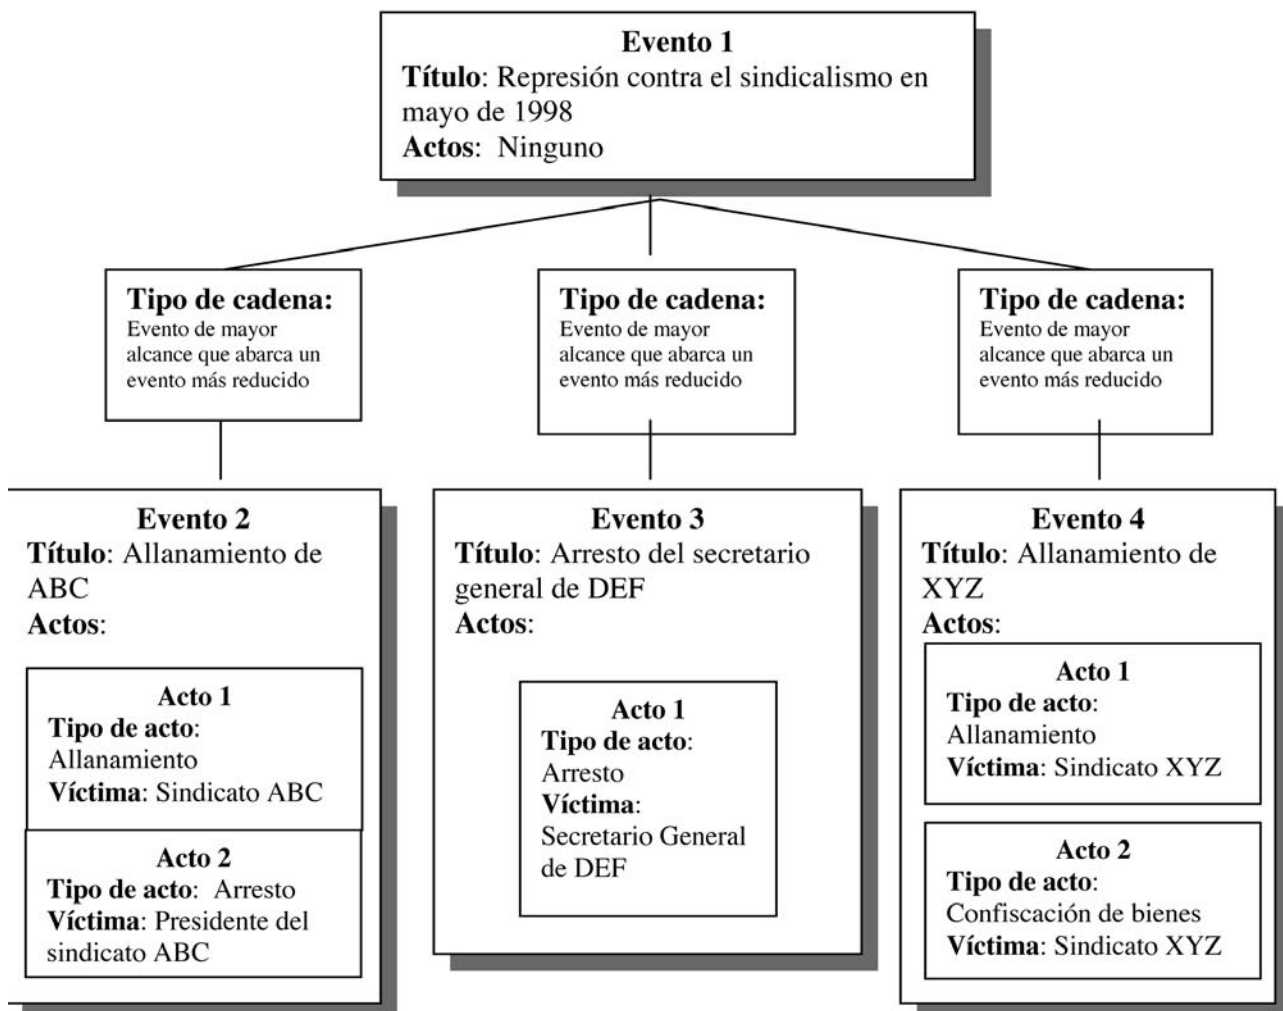 Evento 1
Título: Represión contra el sindicalismo en
mayo de 1998
Actos:  Ninguno
Tipo de cadena:
Evento de mayor
alcance que abarca un
evento más reducido
Tipo de cadena:
Evento de mayor
alcance que abarca un
evento más reducido
Tipo de cadena:
Evento de mayor
alcance que abarca un
evento más reducido
Evento 2
Título: Allanamiento de
ABC
Actos:
Acto 1
Tipo de acto:
Allanamiento
Víctima: Sindicato ABC
Acto 2
Tipo de acto:  Arresto
Víctima: Presidente del
sindicato ABC
Evento 3
Título: Arresto del secretario
general de DEF
Actos:
Acto 1
Tipo de acto:
Arresto
Víctima:
Secretario General
de DEF
Evento 4
Título: Allanamiento de
XYZ
Actos:
Acto 1
Tipo de acto:
Allanamiento
Víctima: Sindicato XYZ
Acto 2
Tipo de acto:
Confiscación de bienes
Víctima: Sindicato XYZ